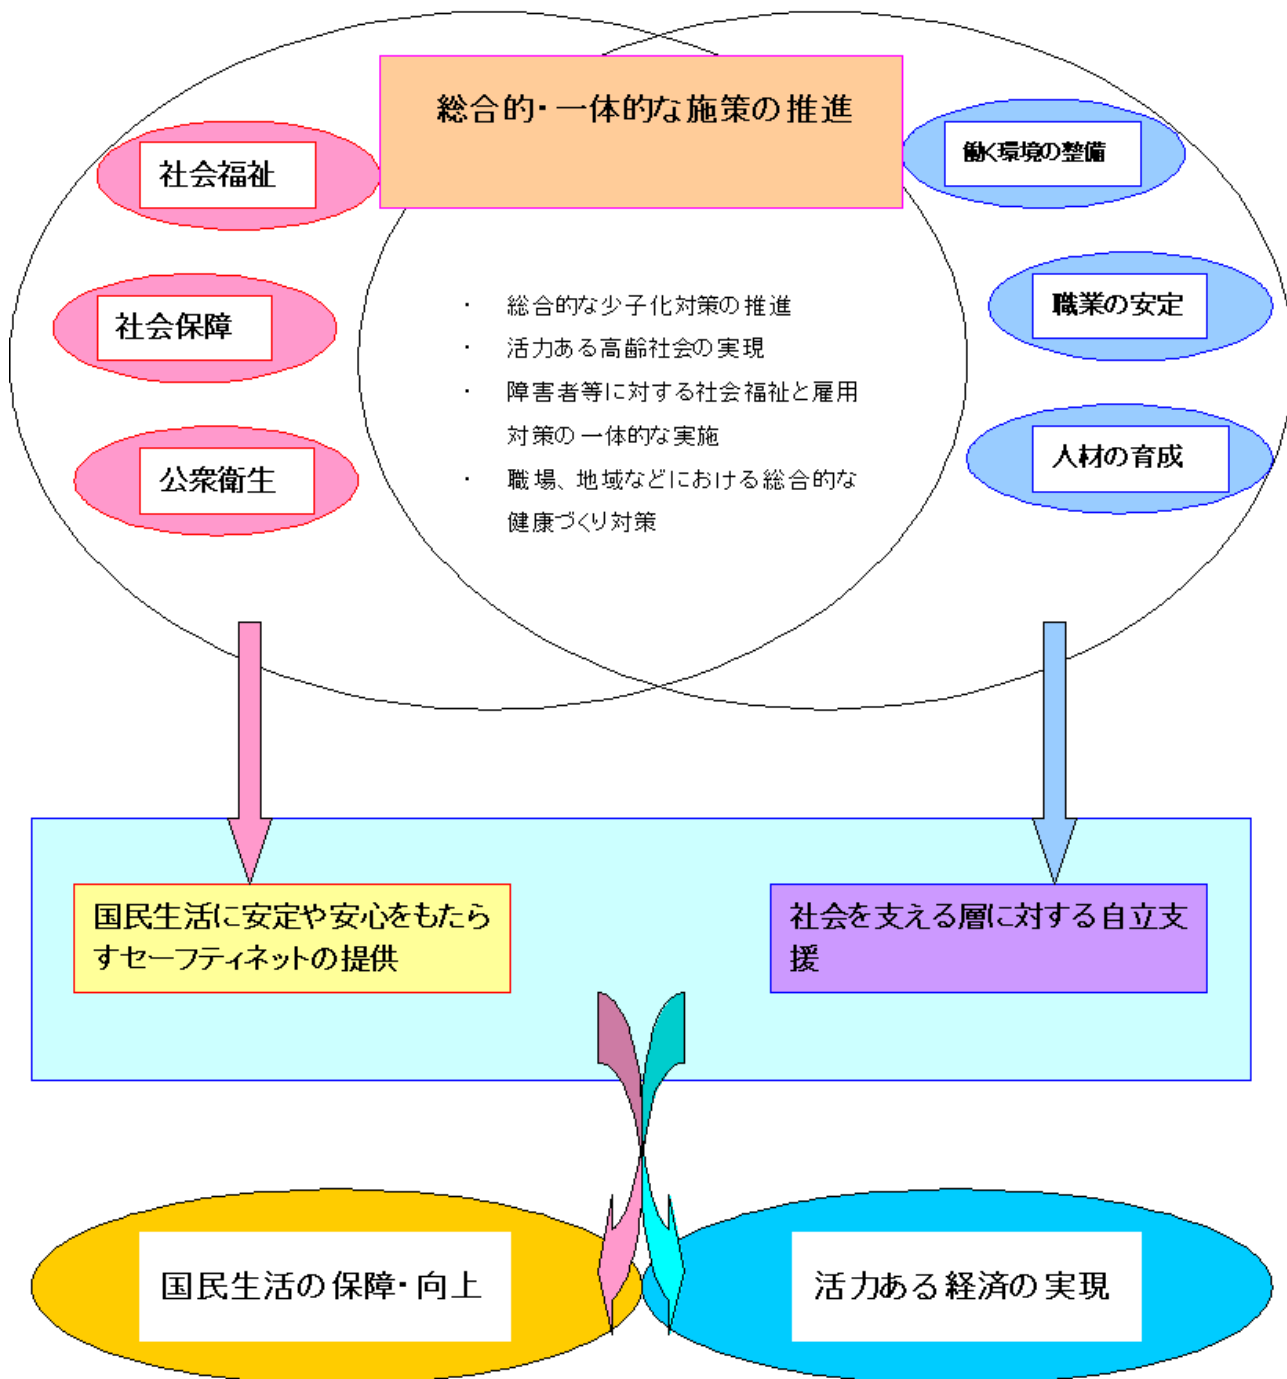 総合的・一体的な施策の推進
社会福祉
社会保障
公衆衛生
・ 総合的な少子化対策の推進
・ 活力ある高齢社会の実現
・ 障害者等に対する社会福祉と雇用
対策の一体的な実施
・ 職場、地域などにおける総合的な
健康づくり対策
働く環境の整備
職業の安定
人材の育成
国民生活に安定や安心をもたら
すセーフティネットの提供
社会を支える層に対する自立支
援
国民生活の保障・向上
活力ある経済の実現